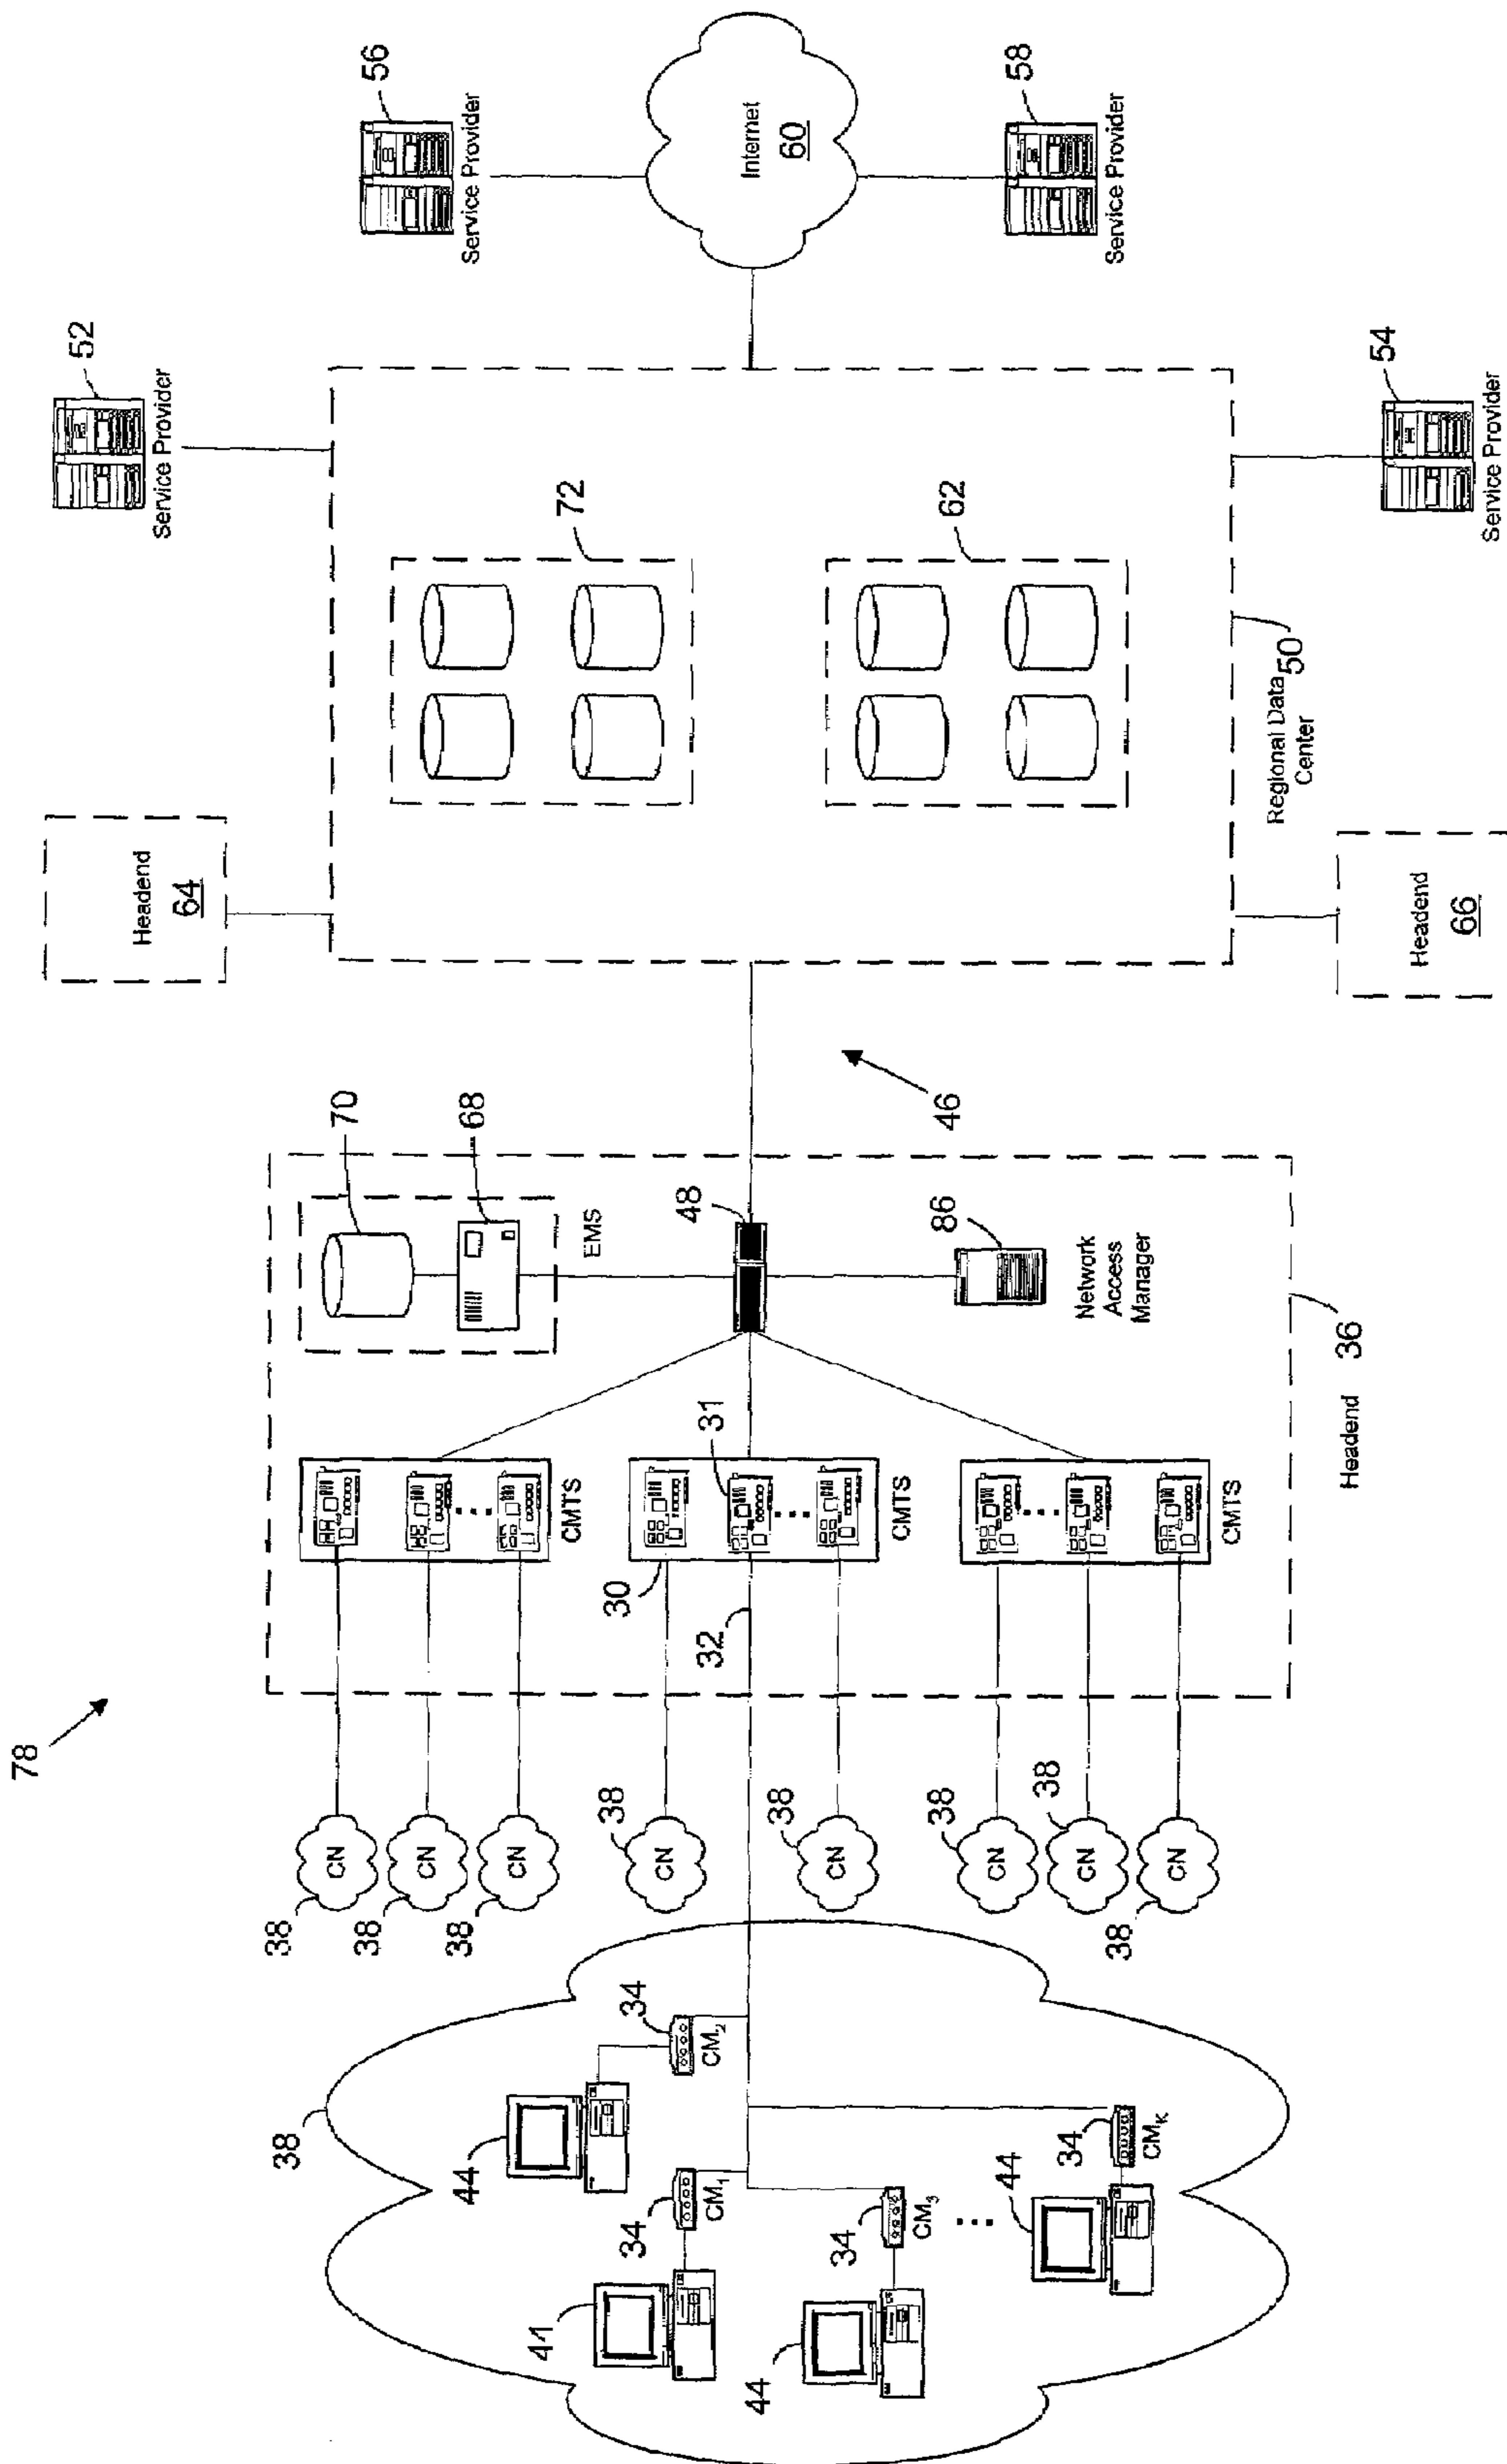 78
38
44
34
CM2
44
34
CM1
44
34
CM3
44
34
CMK
38
CN
38
CN
38
CN
38
CN
38
CN
38
CN
38
CN
38
CN
32
30
31
CMTS
CMTS
CMTS
70
68
EMS
48
86
Network
Access
Manager
36
Headend
46
Headend
64
Headend
66
72
62
Regional Data
Center
50
52
Service Provider
54
Service Provider
56
Service Provider
58
Service Provider
Internet
60